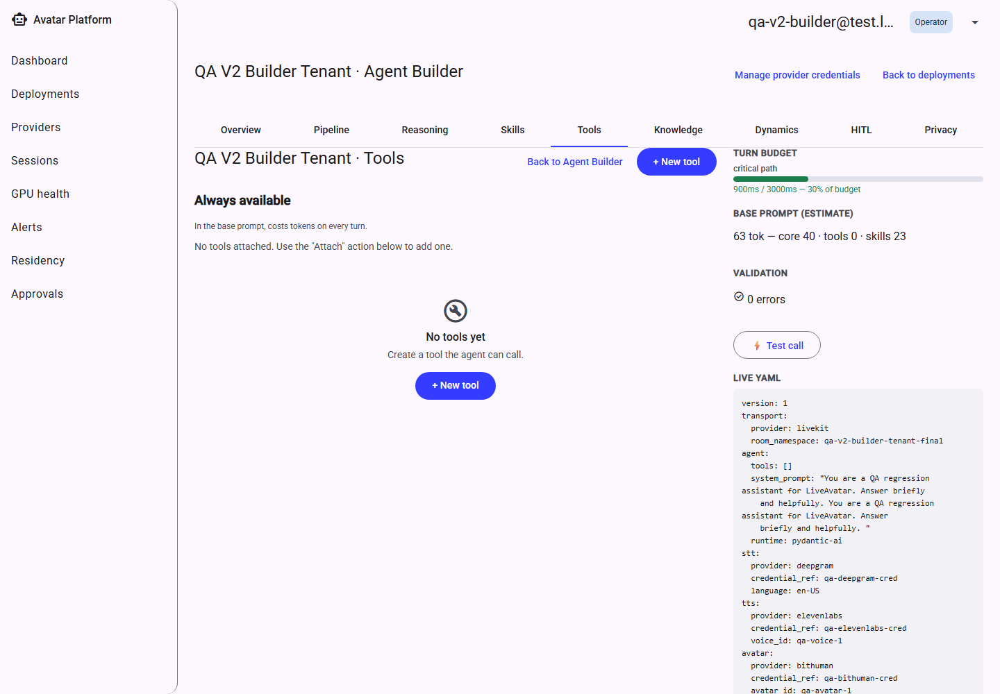 Avatar Platform
Dashboard
Deployments
Providers
Sessions
GPU health
Alerts
Residency
Approvals
qa-v2-builder@test.l...
Operator
QA V2 Builder Tenant · Agent Builder
Manage provider credentials
Back to deployments
Overview
Pipeline
Reasoning
Skills
Tools
Knowledge
Dynamics
HITL
Privacy
QA V2 Builder Tenant · Tools
Back to Agent Builder
+ New tool
Always available
In the base prompt, costs tokens on every turn.
No tools attached. Use the "Attach" action below to add one.
No tools yet
Create a tool the agent can call.
+ New tool
TURN BUDGET
critical path
900ms / 3000ms — 30% of budget
BASE PROMPT (ESTIMATE)
63 tok — core 40 · tools 0 · skills 23
VALIDATION
0 errors
Test call
LIVE YAML
version: 1
transport:
  provider: livekit
  room_namespace: qa-v2-builder-tenant-final
agent:
  tools: []
  system_prompt: "You are a QA regression
assistant for LiveAvatar. Answer briefly
    and helpfully. You are a QA regression
assistant for LiveAvatar. Answer
    briefly and helpfully. "
  runtime: pydantic-ai
stt:
  provider: deepgram
  credential_ref: qa-deepgram-cred
  language: en-US
tts:
  provider: elevenlabs
  credential_ref: qa-elevenlabs-cred
  voice_id: qa-voice-1
avatar:
  provider: bithuman
  credential_ref: qa-bithuman-cred
  avatar_id: qa-avatar-1